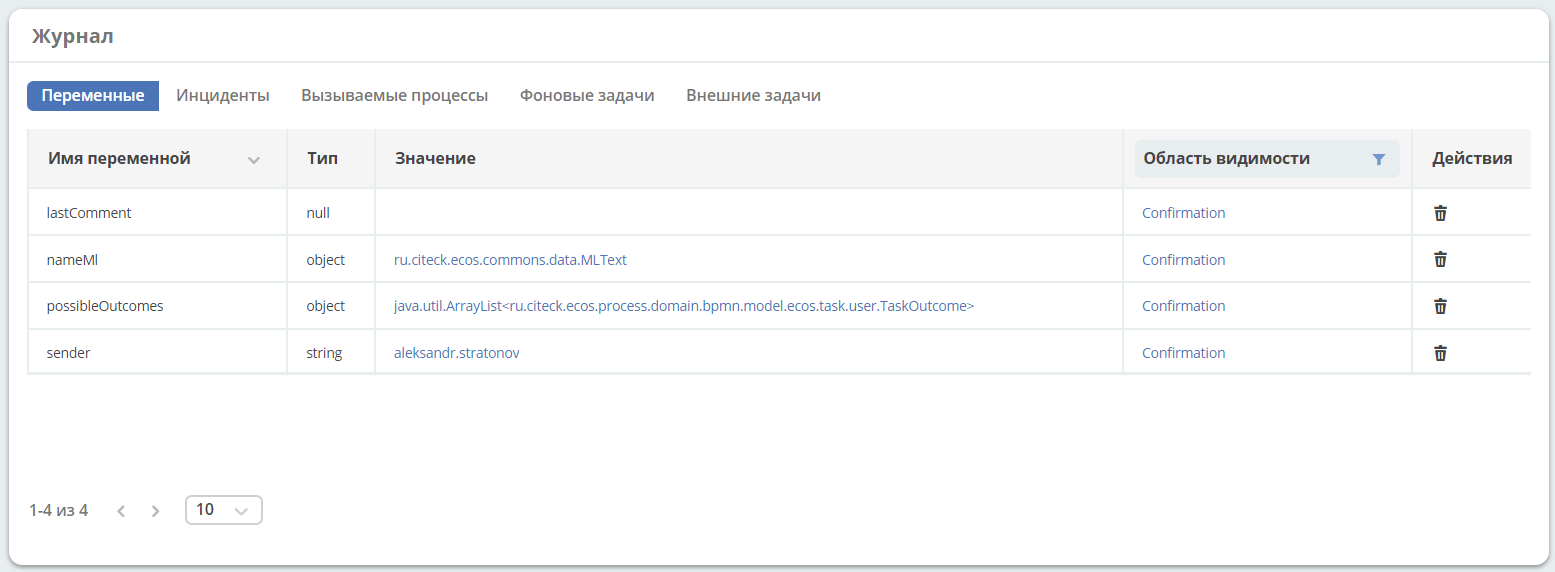 Журнал
Переменные Инциденты Вызываемые процессы Фоновые задачи Внешние задачи
Имя переменной Тип Значение Область видимости Действия
lastComment null Confirmation
nameMl object ru.citeck.ecos.commons.data.MLText Confirmation
possibleOutcomes object java.util.ArrayList<ru.citeck.ecos.process.domain.bpmn.model.ecos.task.user.TaskOutcome> Confirmation
sender string aleksandr.stratonov Confirmation
1-4 из 4 10